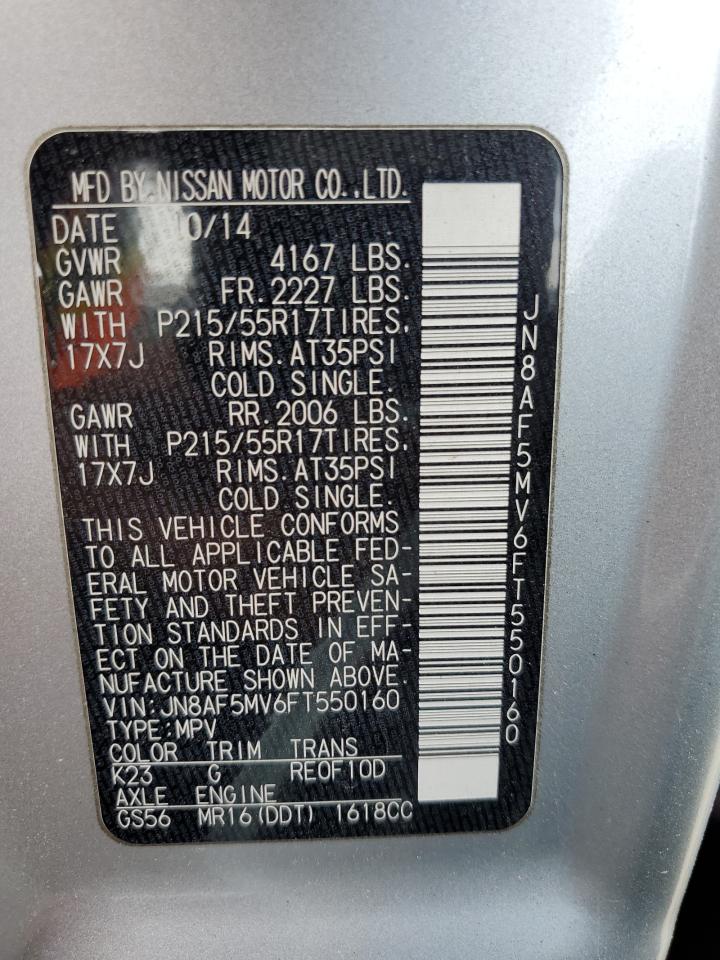 MFD BY NISSAN MOTOR CO.,LTD.
DATE 10/14
GVWR 4167 LBS.
GAWR FR.2227 LBS.
WITH P215/55R17TIRES.
17X7J RIMS.AT35PSI
COLD SINGLE.
GAWR RR.2006 LBS.
WITH P215/55R17TIRES.
17X7J RIMS.AT35PSI
COLD SINGLE.
THIS VEHICLE CONFORMS
TO ALL APPLICABLE FED-
ERAL MOTOR VEHICLE SA-
FETY AND THEFT PREVEN-
TION STANDARDS IN EFF-
ECT ON THE DATE OF MA-
NUFACTURE SHOWN ABOVE.
VIN:JN8AF5MV6FT550160
TYPE:MPV
COLOR TRIM TRANS
K23 G RE0F10D
AXLE ENGINE
GS56 MR16(DDT) 1618CC
JN8AF5MV6FT550160